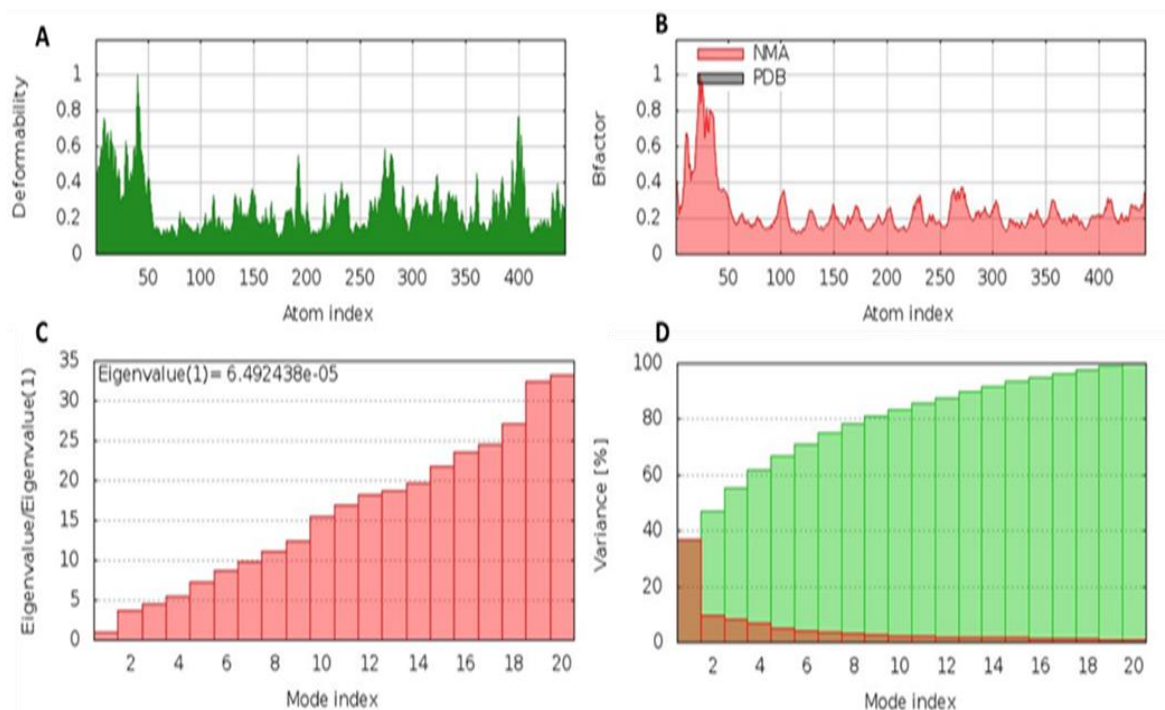 A
Deformability
1
0.8
0.6
0.4
0.2
0
50 100 150 200 250 300 350 400
Atom index
B
NMA
PDB
Bfactor
1
0.8
0.6
0.4
0.2
0
50 100 150 200 250 300 350 400
Atom index
C
Eigenvalue(1)= 6.492438e-05
Eigenvalue/Eigenvalue(1)
35
30
25
20
15
10
5
0
2 4 6 8 10 12 14 16 18 20
Mode index
D
Variance [%]
100
80
60
40
20
0
2 4 6 8 10 12 14 16 18 20
Mode index